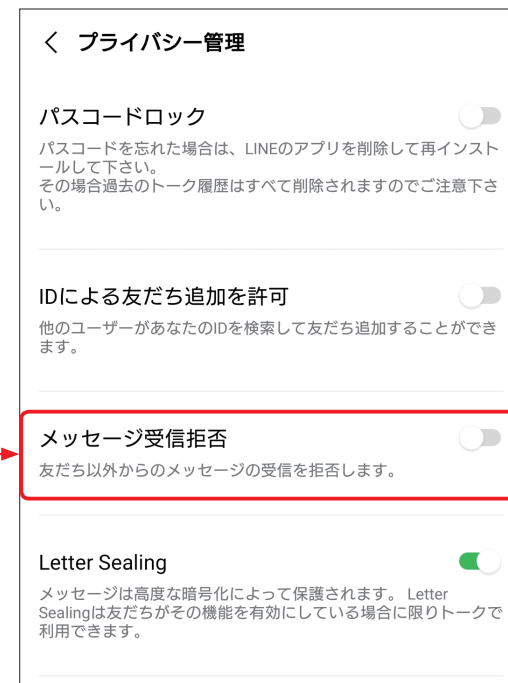 プライバシー管理
パスコードロック
パスコードを忘れた場合は、LINEのアプリを削除して再インスト
ールして下さい。
その場合過去のトーク履歴はすべて削除されますのでご注意下さ
い。
IDによる友だち追加を許可
他のユーザーがあなたのIDを検索して友だち追加することができ
ます。
メッセージ受信拒否
友だち以外からのメッセージの受信を拒否します。
Letter Sealing
メッセージは高度な暗号化によって保護されます。 Letter
Sealingは友だちがその機能を有効にしている場合に限りトークで
利用できます。